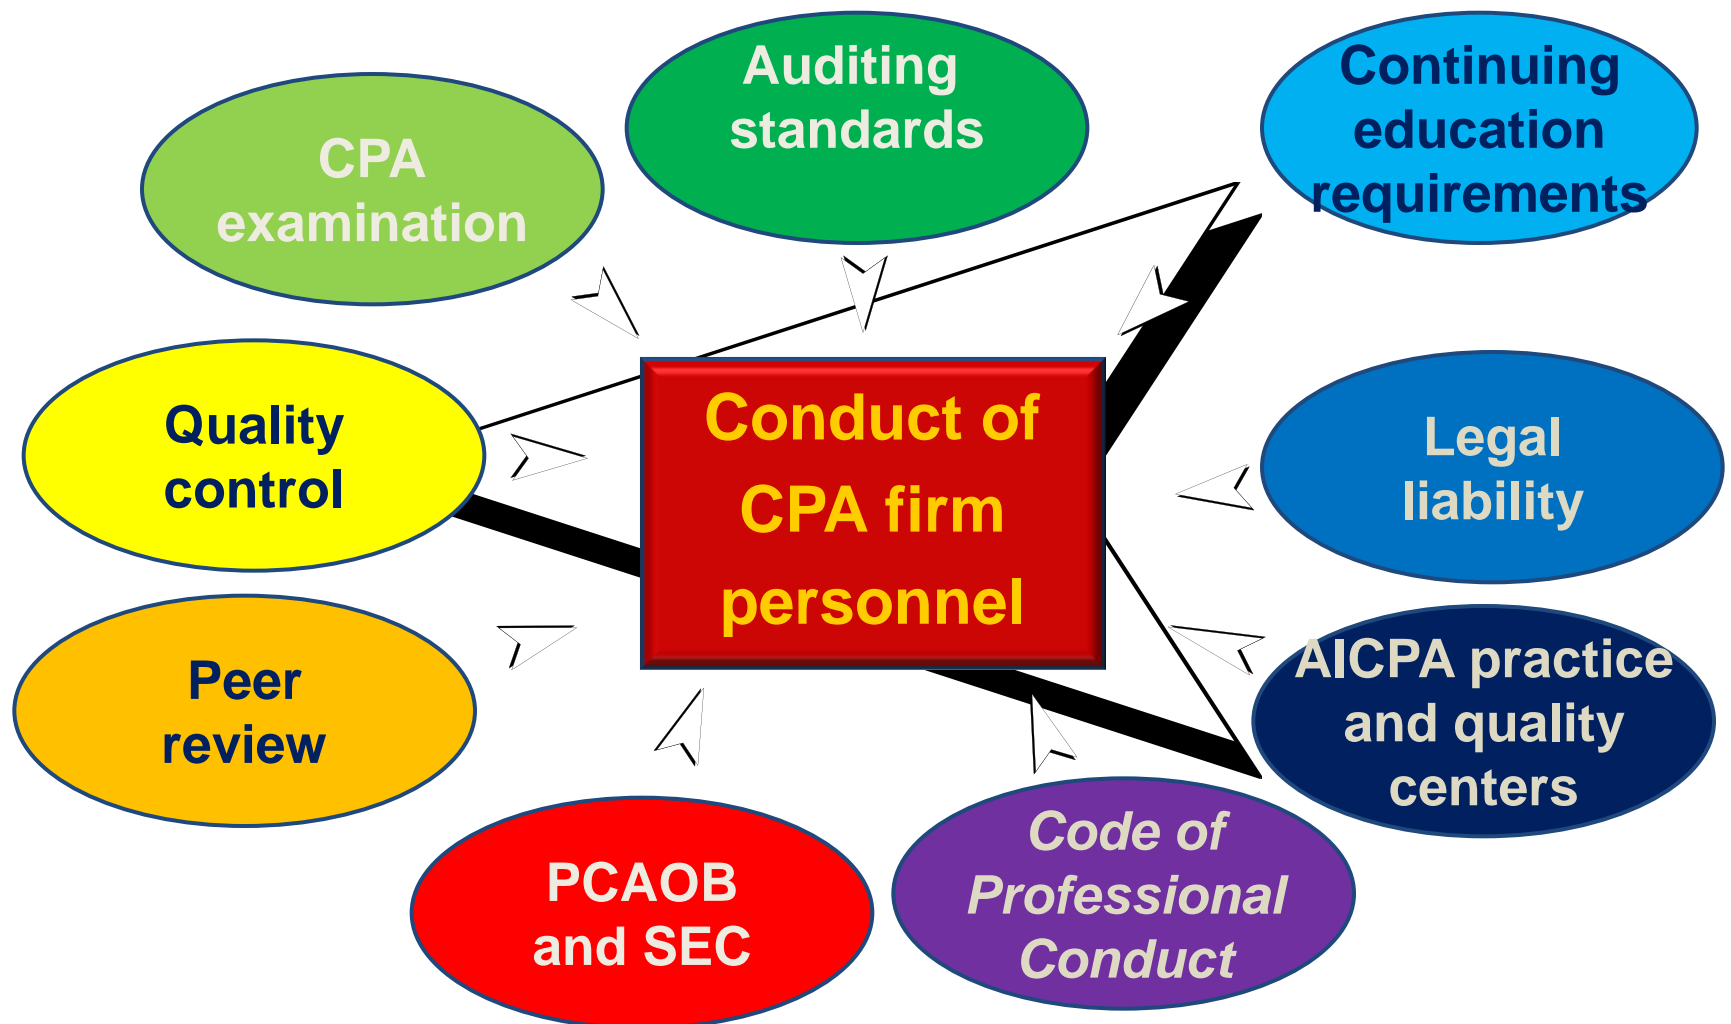 Auditing
standards
Continuing
education
requirements
CPA
examination
Quality
control
Conduct of
CPA firm
personnel
Legal
liability
Peer
review
AICPA practice
and quality
centers
PCAOB
and SEC
Code of
Professional
Conduct